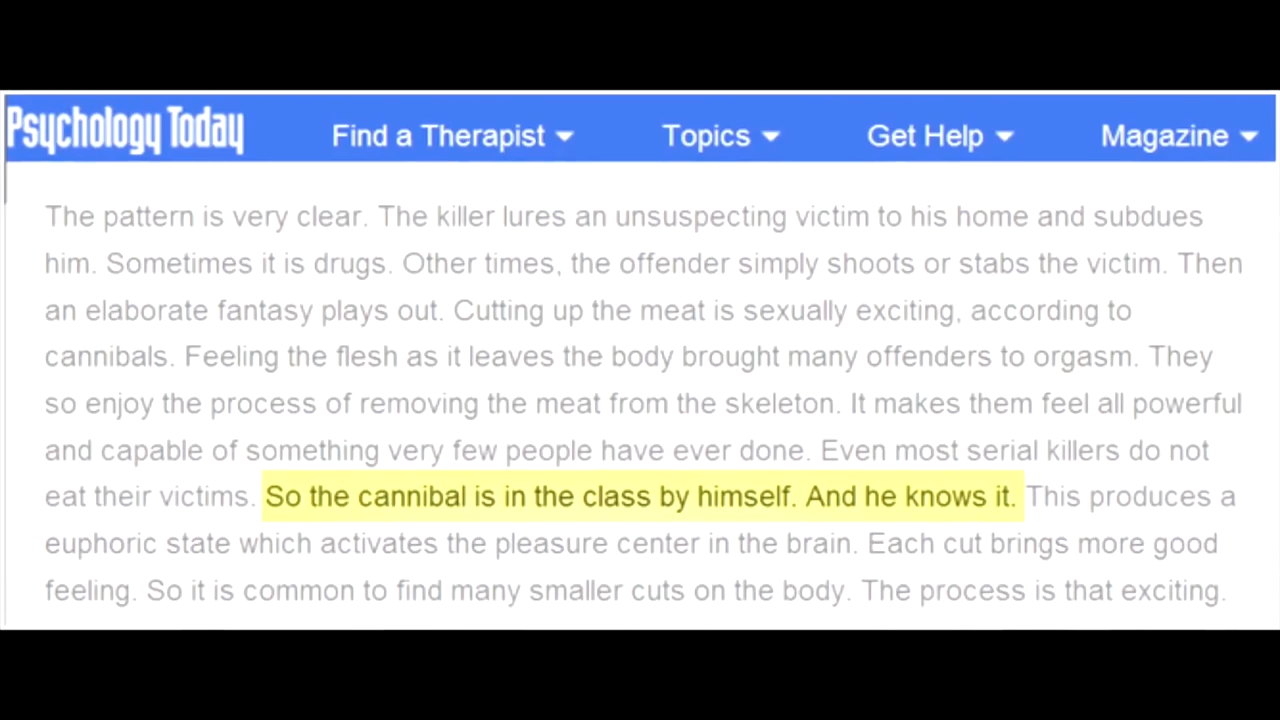 Psychology Today Find a Therapist Topics Get Help Magazine
The pattern is very clear. The killer lures an unsuspecting victim to his home and subdues
him. Sometimes it is drugs. Other times, the offender simply shoots or stabs the victim. Then
an elaborate fantasy plays out. Cutting up the meat is sexually exciting, according to
cannibals. Feeling the flesh as it leaves the body brought many offenders to orgasm. They
so enjoy the process of removing the meat from the skeleton. It makes them feel all powerful
and capable of something very few people have ever done. Even most serial killers do not
eat their victims. So the cannibal is in the class by himself. And he knows it. This produces a
euphoric state which activates the pleasure center in the brain. Each cut brings more good
feeling. So it is common to find many smaller cuts on the body. The process is that exciting.